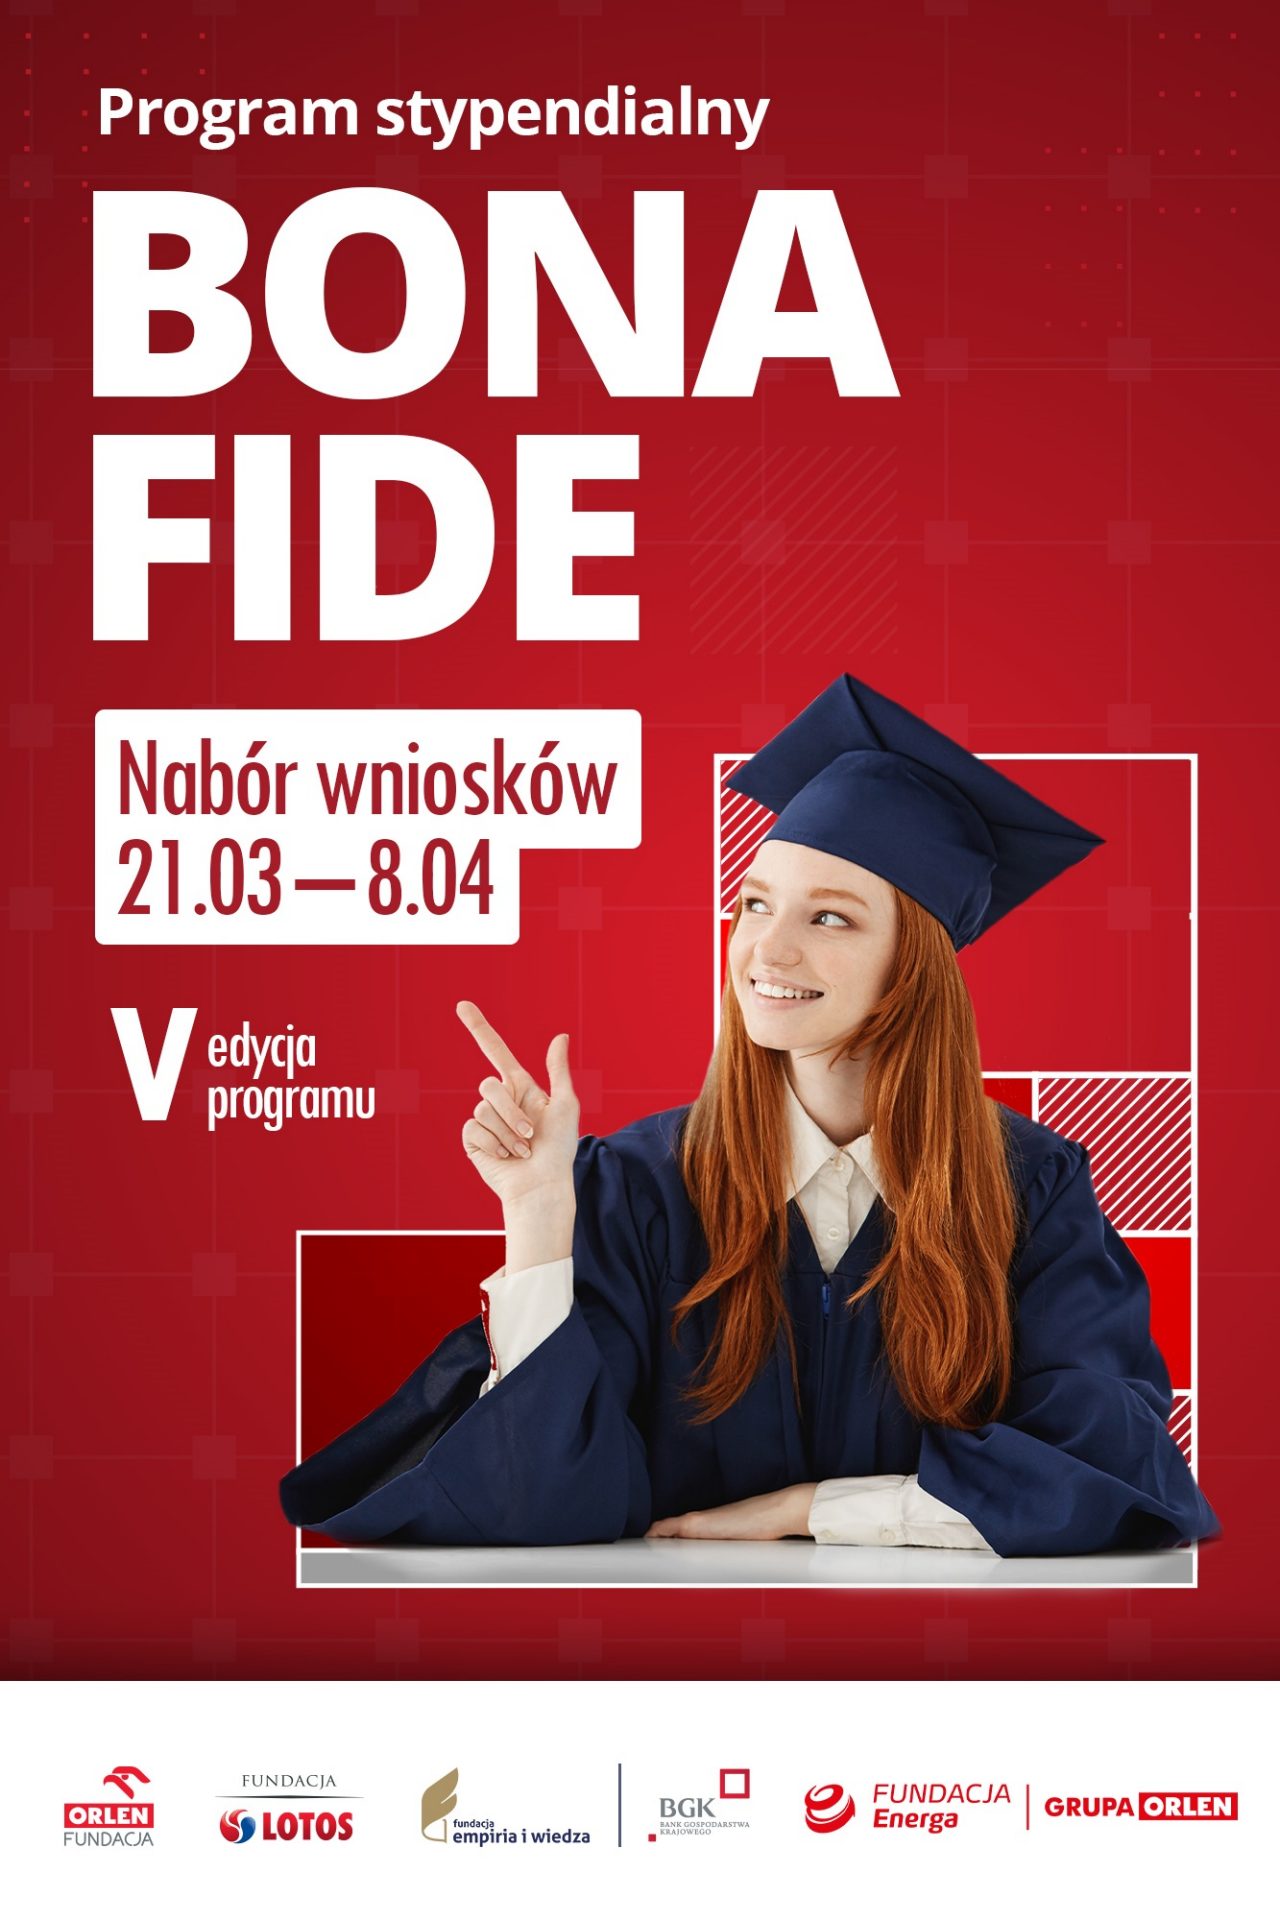 Program stypendialny
BONA
FIDE
Nabór wniosków
21.03 – 8.04
V edycja
programu
ORLEN
FUNDACJA
FUNDACJA
LOTOS
fundacja
empiria i wiedza
BGK
BANK GOSPODARSTWA
KRAJOWEGO
FUNDACJA
Energa
GRUPA ORLEN